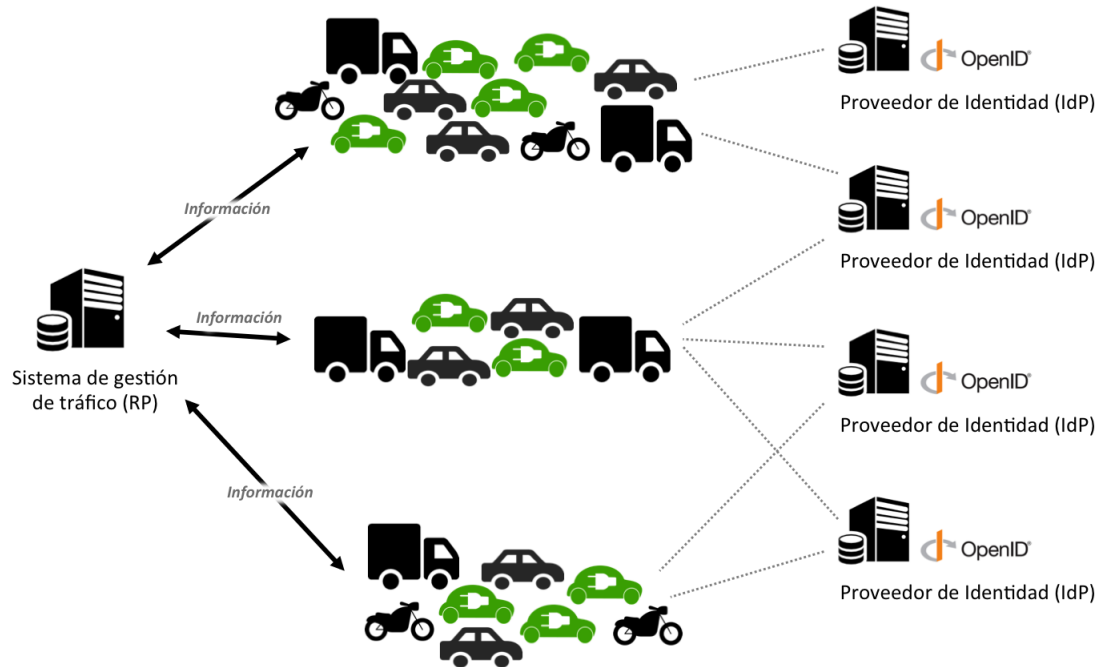 OpenID®
Proveedor de Identidad (IdP)
Información
OpenID®
Proveedor de Identidad (IdP)
Información
Sistema de gestión
de tráfico (RP)
OpenID®
Proveedor de Identidad (IdP)
Información
OpenID®
Proveedor de Identidad (IdP)